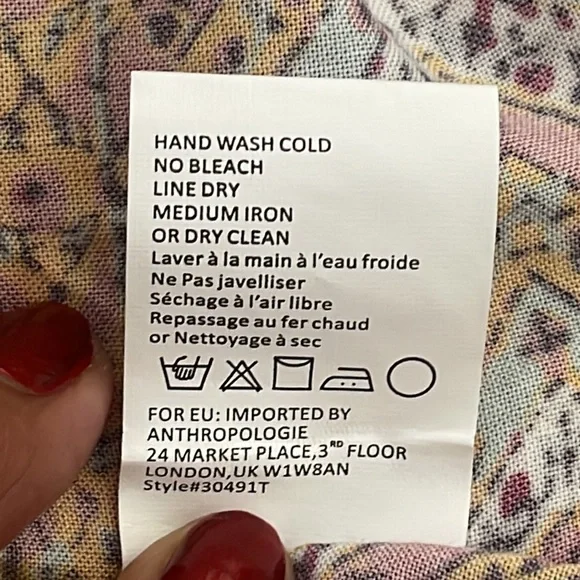 HAND WASH COLD
NO BLEACH
LINE DRY
MEDIUM IRON
OR DRY CLEAN
Laver à la main à l'eau froide
Ne Pas javelliser
Séchage à l'air libre
Repassage au fer chaud
or Nettoyage à sec
FOR EU: IMPORTED BY
ANTHROPOLOGIE
24 MARKET PLACE,3RD FLOOR
LONDON,UK W1W8AN
Style#30491T